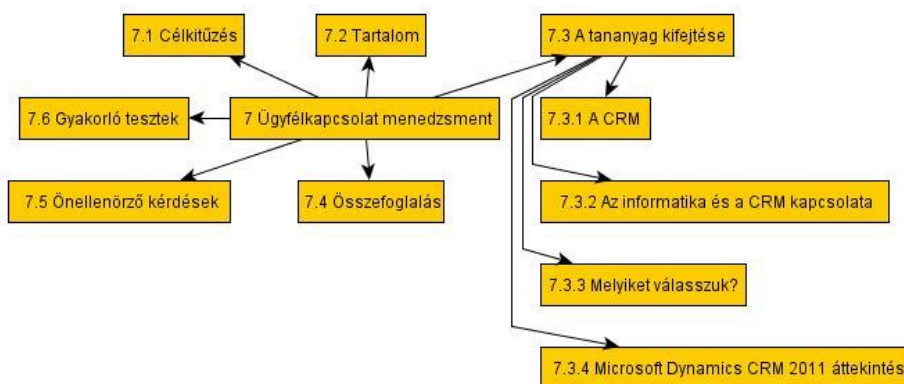 7.1 Célkitűzés
7.2 Tartalom
7.3 A tananyag kifejtése
7.6 Gyakorló tesztek
7 Ügyfélkapcsolat menedzsment
7.3.1 A CRM
7.5 Önellenörző kérdések
7.4 Összefoglalás
7.3.2 Az informatika és a CRM kapcsolata
7.3.3 Melyiket válasszuk?
7.3.4 Microsoft Dynamics CRM 2011 áttekintés